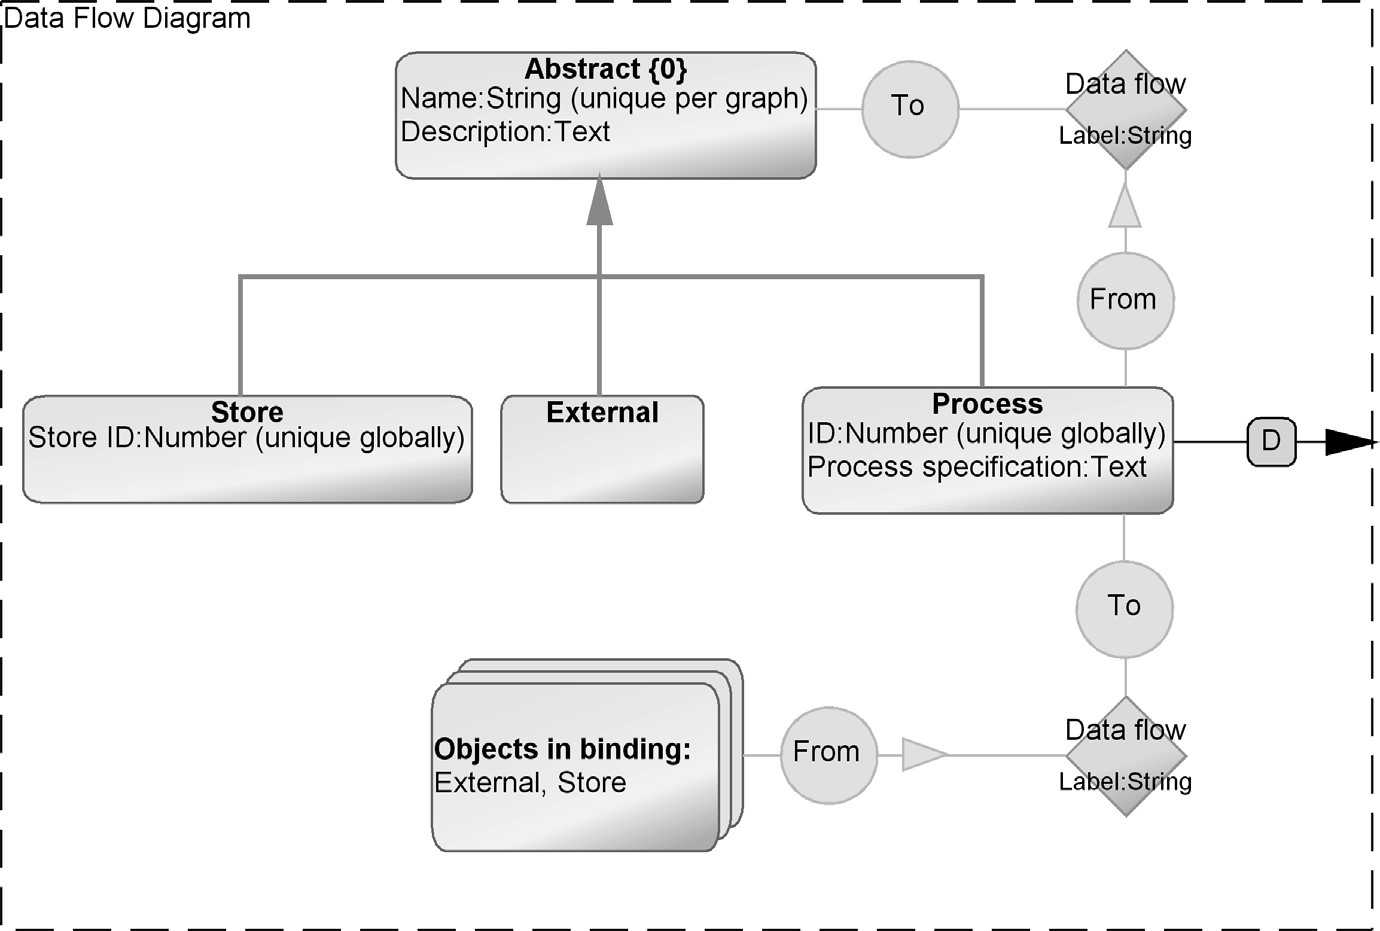 Data Flow Diagram
Abstract {0}
Name:String (unique per graph)
Description:Text
To
Data flow
Label:String
From
Store
Store ID:Number (unique globally)
External
Process
ID:Number (unique globally)
Process specification:Text
D
To
Objects in binding:
External, Store
From
Data flow
Label:String